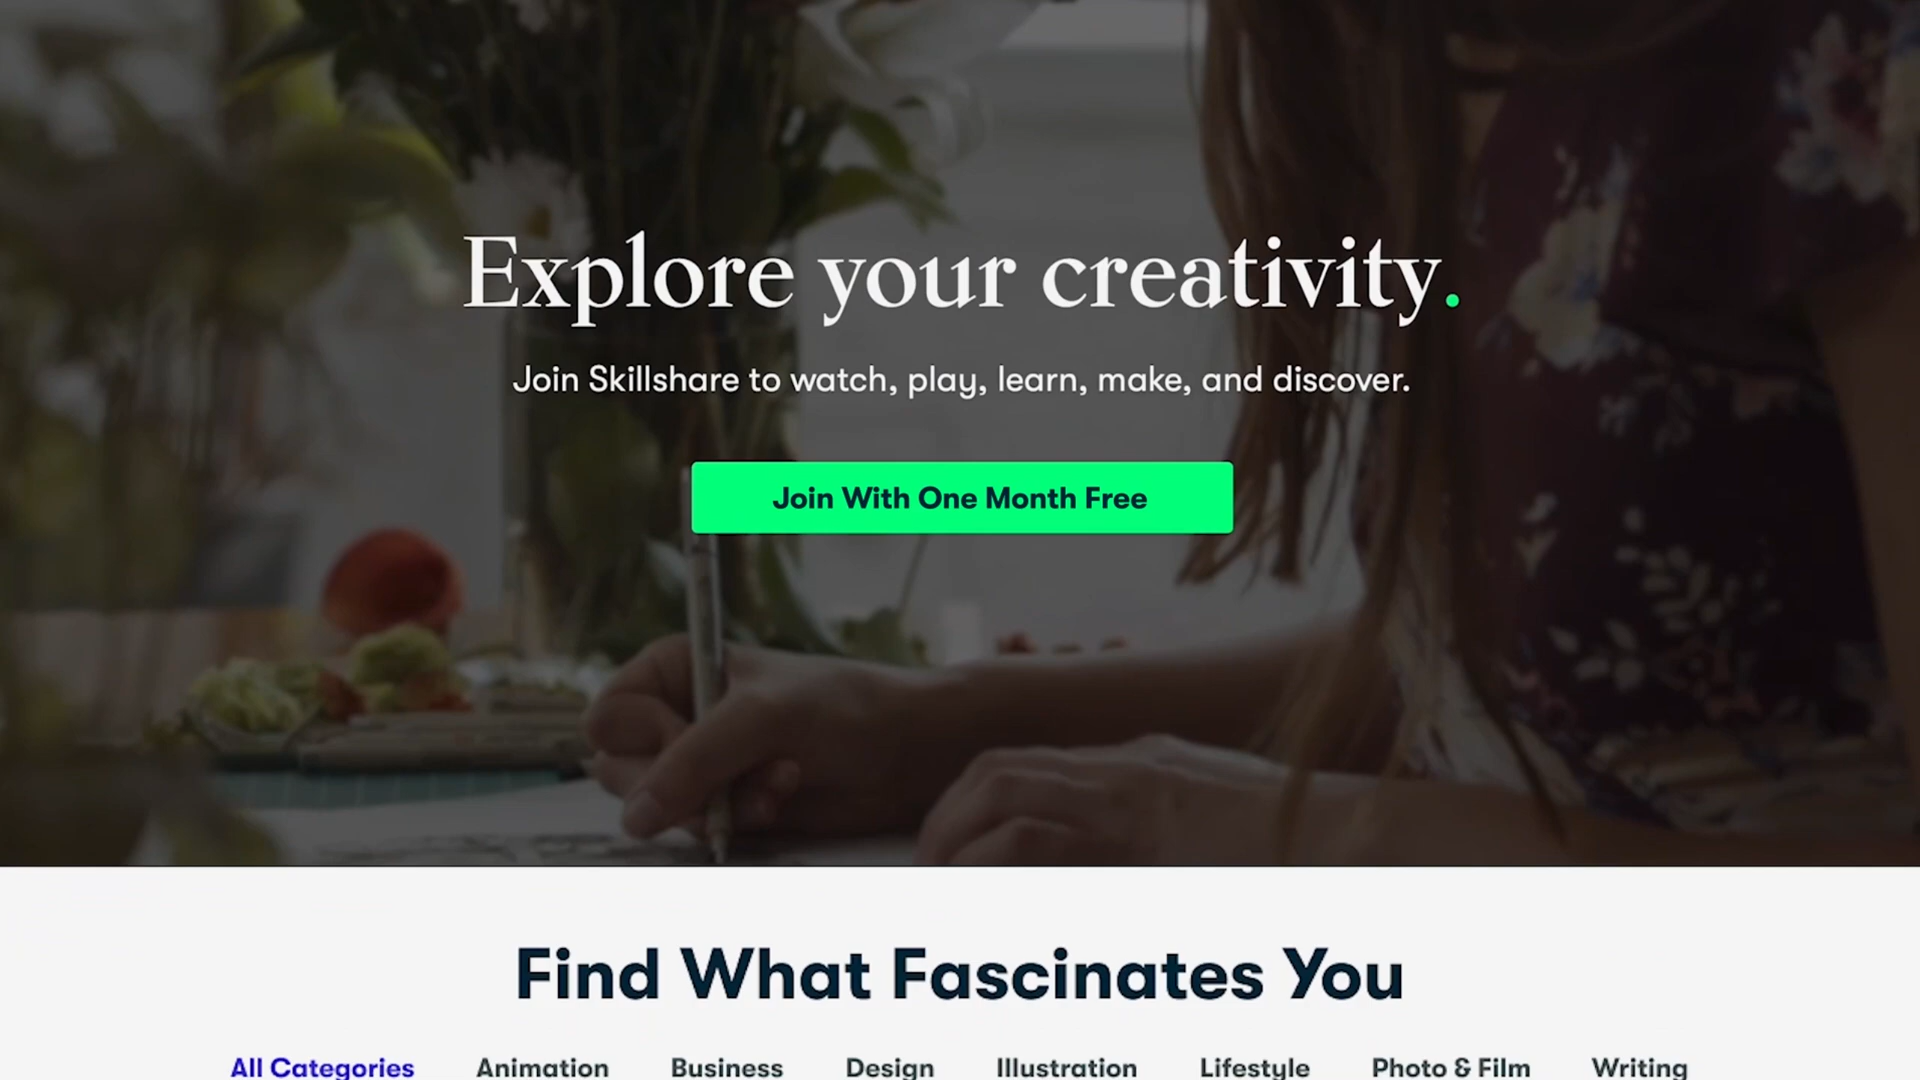 Explore your creativity.
Join Skillshare to watch, play, learn, make, and discover.
Join With One Month Free
Find What Fascinates You
All Categories Animation Business Design Illustration Lifestyle Photo & Film Writing